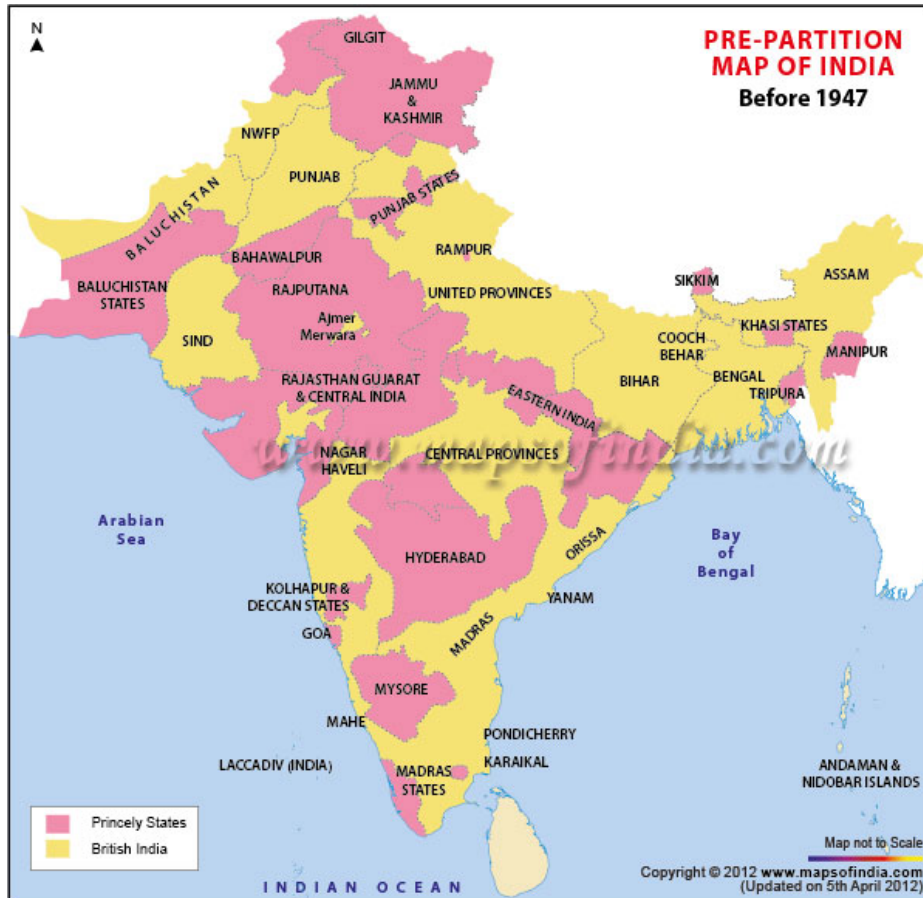 N
PRE-PARTITION
MAP OF INDIA
Before 1947
GILGIT
JAMMU
&
KASHMIR
NWFP
PUNJAB
BALUCHISTAN
PUNJAB STATES
BAHAWALPUR
RAMPUR
BALUCHISTAN
STATES
RAJPUTANA
UNITED PROVINCES
SIKKIM
ASSAM
Ajmer
Merwara
SIND
KHASI STATES
COOCH
BEHAR
MANIPUR
RAJASTHAN GUJARAT
& CENTRAL INDIA
BIHAR
BENGAL
TRIPURA
EASTERN INDIA
www.mapsofindia.com
NAGAR
HAVELI
CENTRAL PROVINCES
Arabian
Sea
Bay
of
Bengal
HYDERABAD
ORISSA
KOLHAPUR &
DECCAN STATES
YANAM
GOA
MADRAS
MYSORE
MAHE
PONDICHERRY
KARAIKAL
LACCADIV (INDIA)
MADRAS
STATES
ANDAMAN &
NIDOBAR ISLANDS
Princely States
British India
Map not to Scale
Copyright © 2012 www.mapsofindia.com
(Updated on 5th April 2012)
INDIAN OCEAN